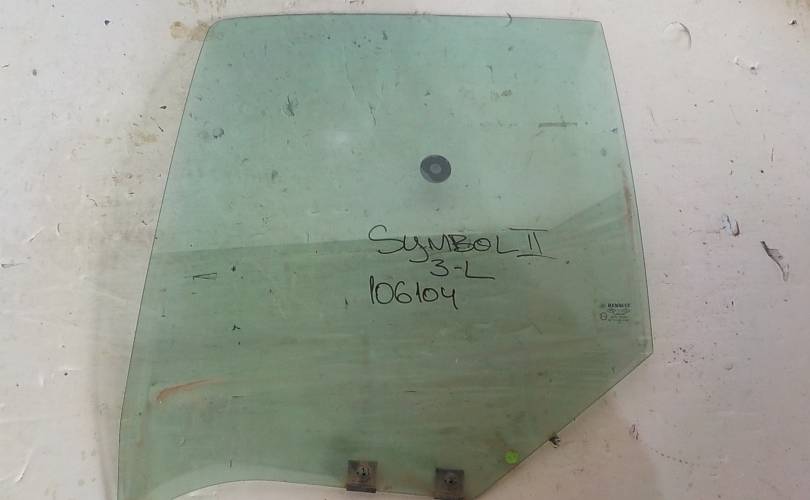 SYMBOL II
3-L
106104
RENAULT